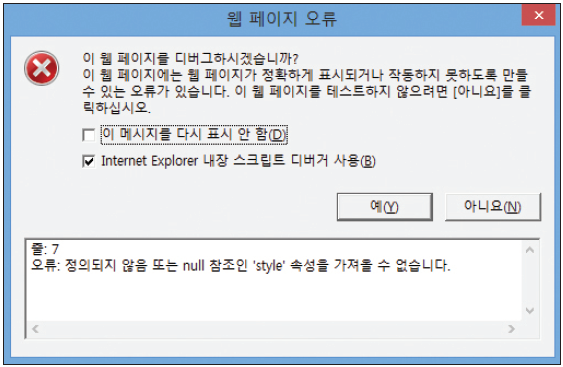 웹 페이지 오류
이 웹 페이지를 디버그하시겠습니까?
이 웹 페이지에는 웹 페이지가 정확하게 표시되거나 작동하지 못하도록 만들
수 있는 오류가 있습니다. 이 웹 페이지를 테스트하지 않으려면 [아니요]를 클
릭하십시오.
이 메시지를 다시 표시 안 함(D)
Internet Explorer 내장 스크립트 디버거 사용(B)
예(Y) 아니요(N)
줄: 7
오류: 정의되지 않음 또는 null 참조인 'style' 속성을 가져올 수 없습니다.